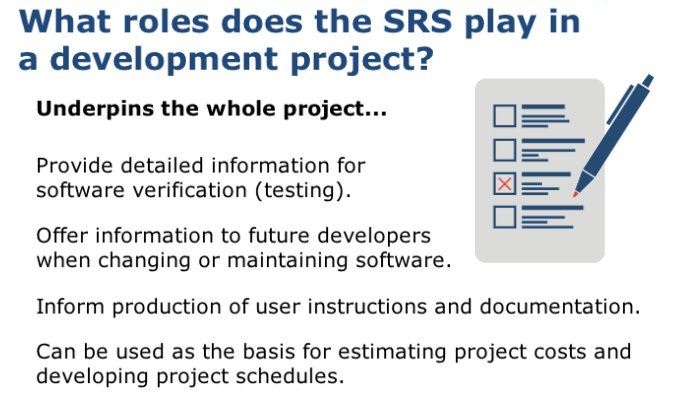 What roles does the SRS play in
a development project?
Underpins the whole project...
Provide detailed information for
software verification (testing).
Offer information to future developers
when changing or maintaining software.
Inform production of user instructions and documentation.
Can be used as the basis for estimating project costs and
developing project schedules.